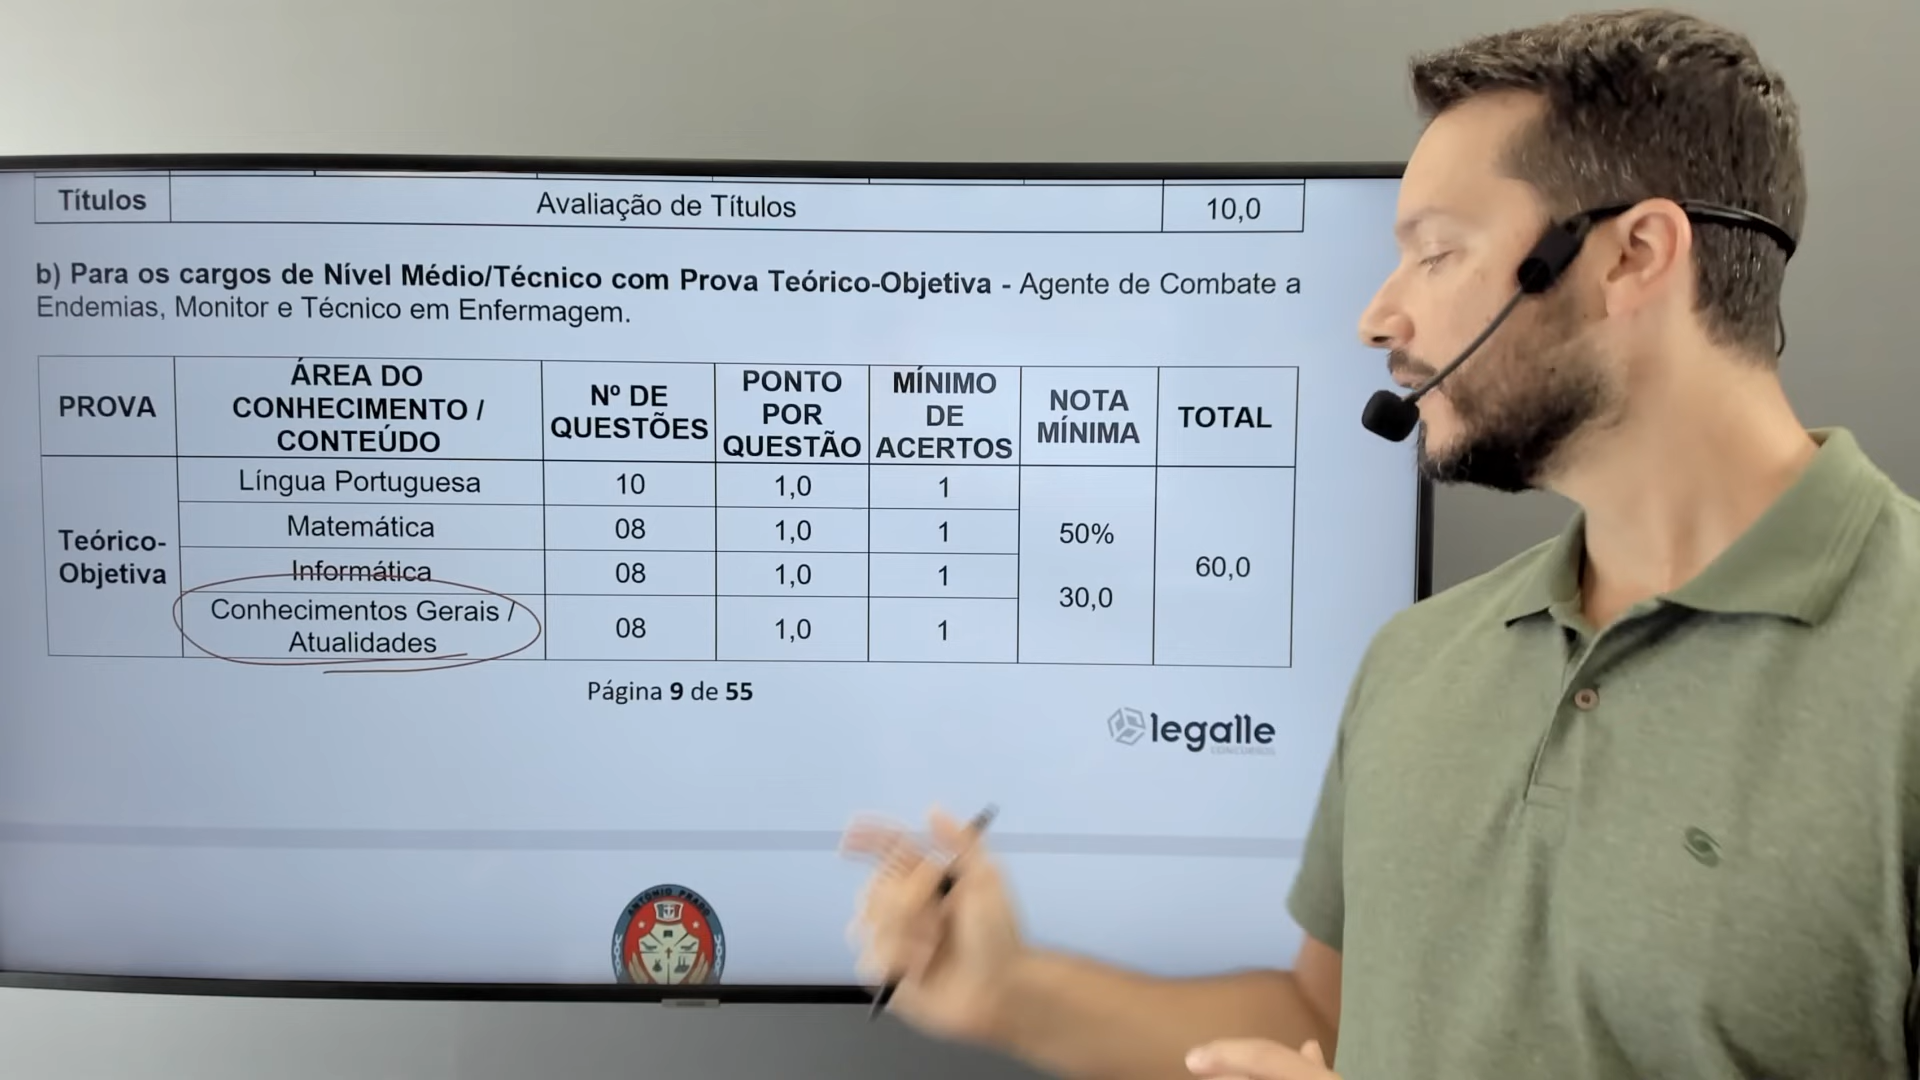 Títulos
Avaliação de Títulos
10,0
b) Para os cargos de Nível Médio/Técnico com Prova Teórico-Objetiva - Agente de Combate a
Endemias, Monitor e Técnico em Enfermagem.
PROVA
ÁREA DO
CONHECIMENTO /
CONTEÚDO
Nº DE
QUESTÕES
PONTO
POR
QUESTÃO
MÍNIMO
DE
ACERTOS
NOTA
MÍNIMA
TOTAL
Teórico-
Objetiva
Língua Portuguesa
10
1,0
1
Matemática
08
1,0
1
Informática
08
1,0
1
Conhecimentos Gerais /
Atualidades
08
1,0
1
50%
30,0
60,0
Página 9 de 55
legalle
CONCURSOS
ANTÔNIO PRADO